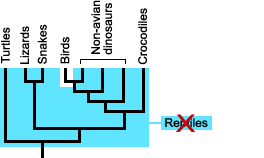 Turtles
Lizards
Snakes
Birds
Non-avian
dinosaurs
Crocodiles
Reptiles